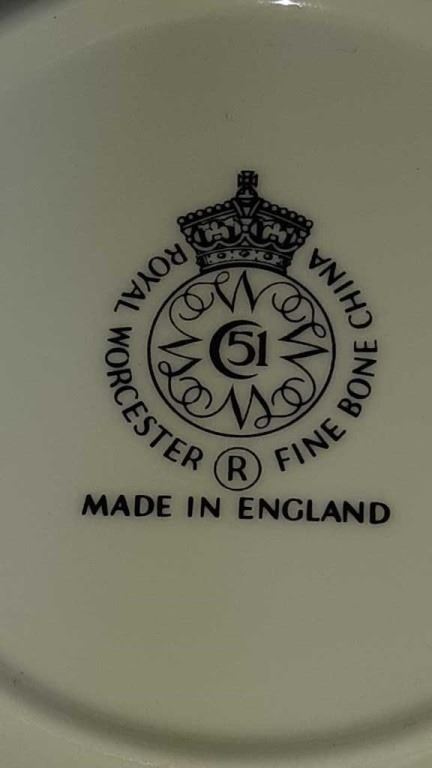 ROYAL WORCESTER FINE BONE CHINA
C51
®
MADE IN ENGLAND